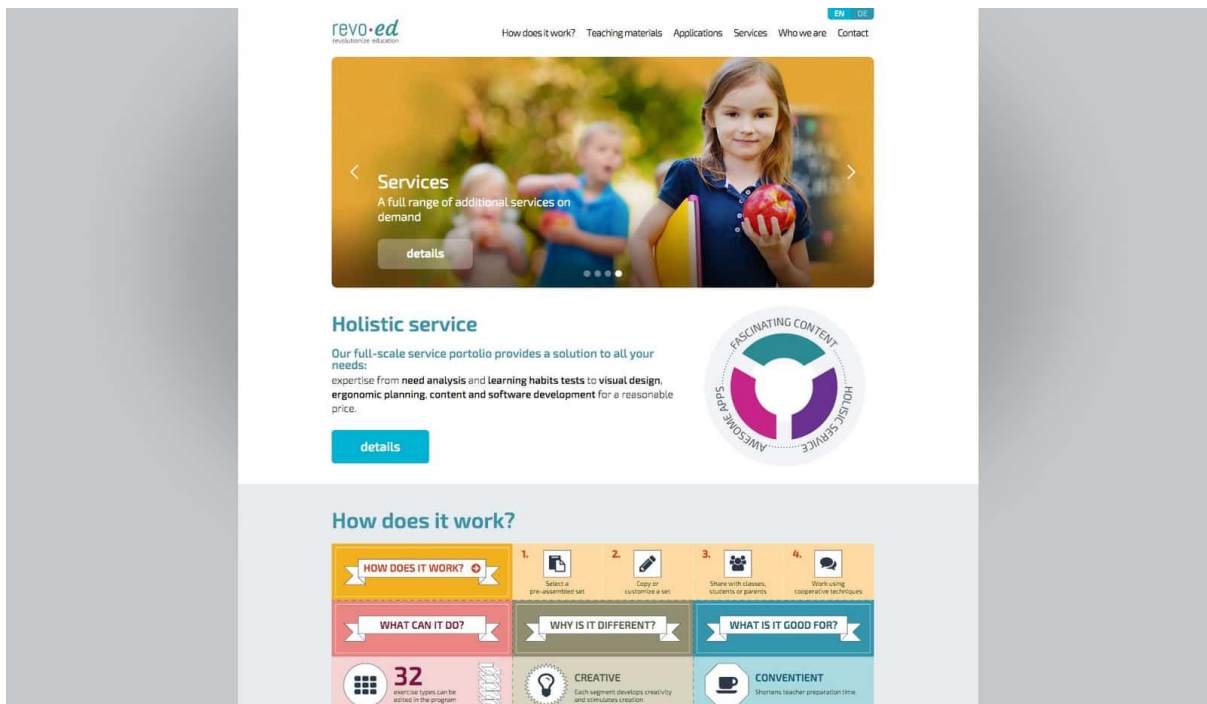 EN DE
revo·ed
revolutionize education
How does it work? Teaching materials Applications Services Who we are Contact
Services
A full range of additional services on
demand
details
Holistic service
Our full-scale service portolio provides a solution to all your
needs:
expertise from need analysis and learning habits tests to visual design,
ergonomic planning, content and software development for a reasonable
price.
details
FASCINATING CONTENT
HOLISIC SERVICE
AWESOME APPS
How does it work?
HOW DOES IT WORK?
1.
Select a
pre-assembled set
2.
Copy or
customize a set
3.
Share with classes,
students or parents
4.
Work using
cooperative techniques
WHAT CAN IT DO?
WHY IS IT DIFFERENT?
WHAT IS IT GOOD FOR?
32
exercise types can be
edited in the program
CREATIVE
Each segment develops creativity
and stimulates creation.
CONVENTIENT
Shortens teacher preparation time.